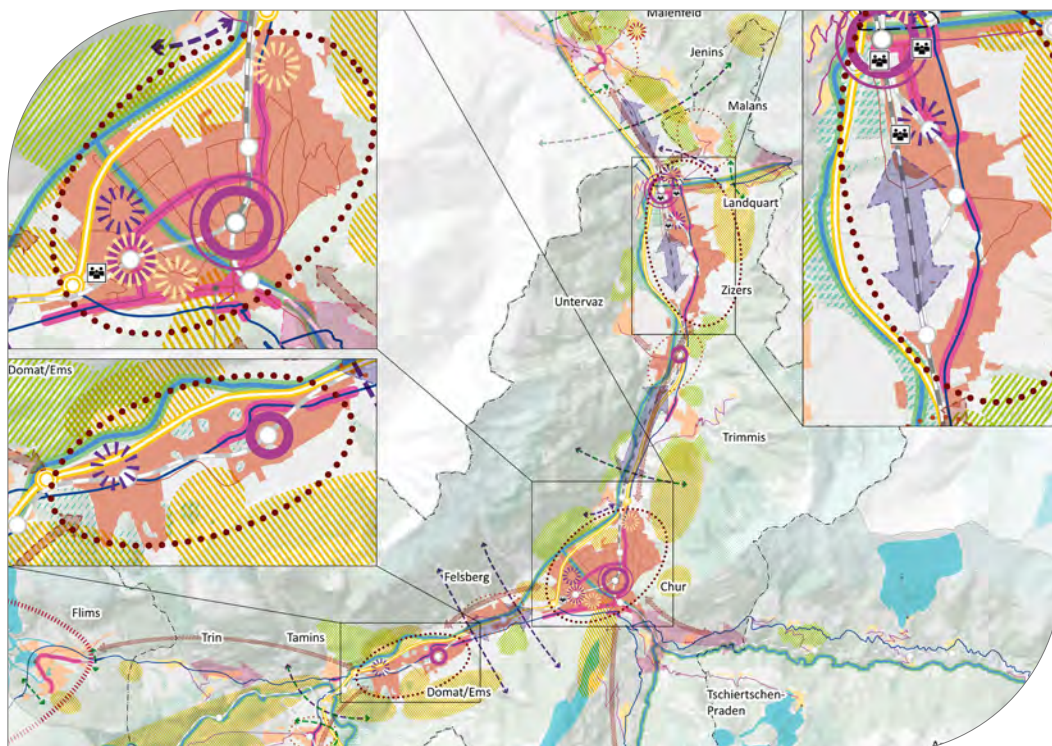 Maienfeld
Jenins
Malans
Landquart
Zizers
Untervaz
Trimmis
Domat/Ems
Felsberg
Chur
Flims
Trin
Tamins
Domat/Ems
Tschiertschen-
Praden